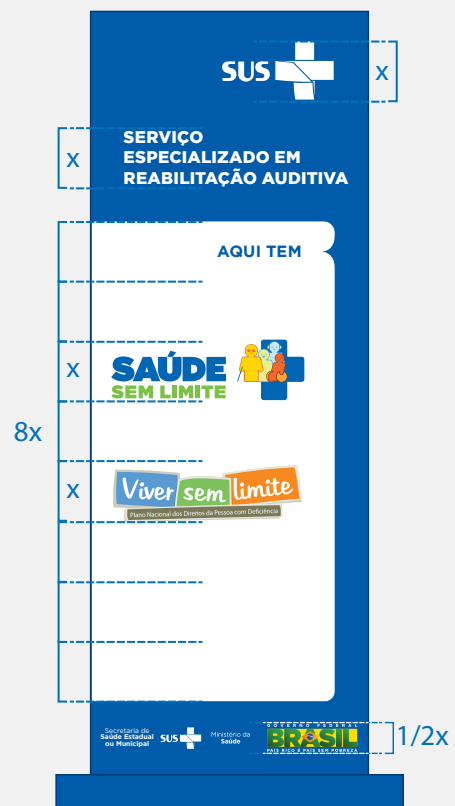 SUS
x
SERVIÇO
ESPECIALIZADO EM
REABILITAÇÃO AUDITIVA
x
AQUI TEM
8x
x
SAÚDE
SEM LIMITE
x
Viver sem limite
Plano Nacional dos Direitos da Pessoa com Deficiência
Secretaria de
Saúde Estadual
ou Municipal
SUS
Ministério da
Saúde
GOVERNO FEDERAL
BRASIL
PAÍS RICO É PAÍS SEM POBREZA
1/2x